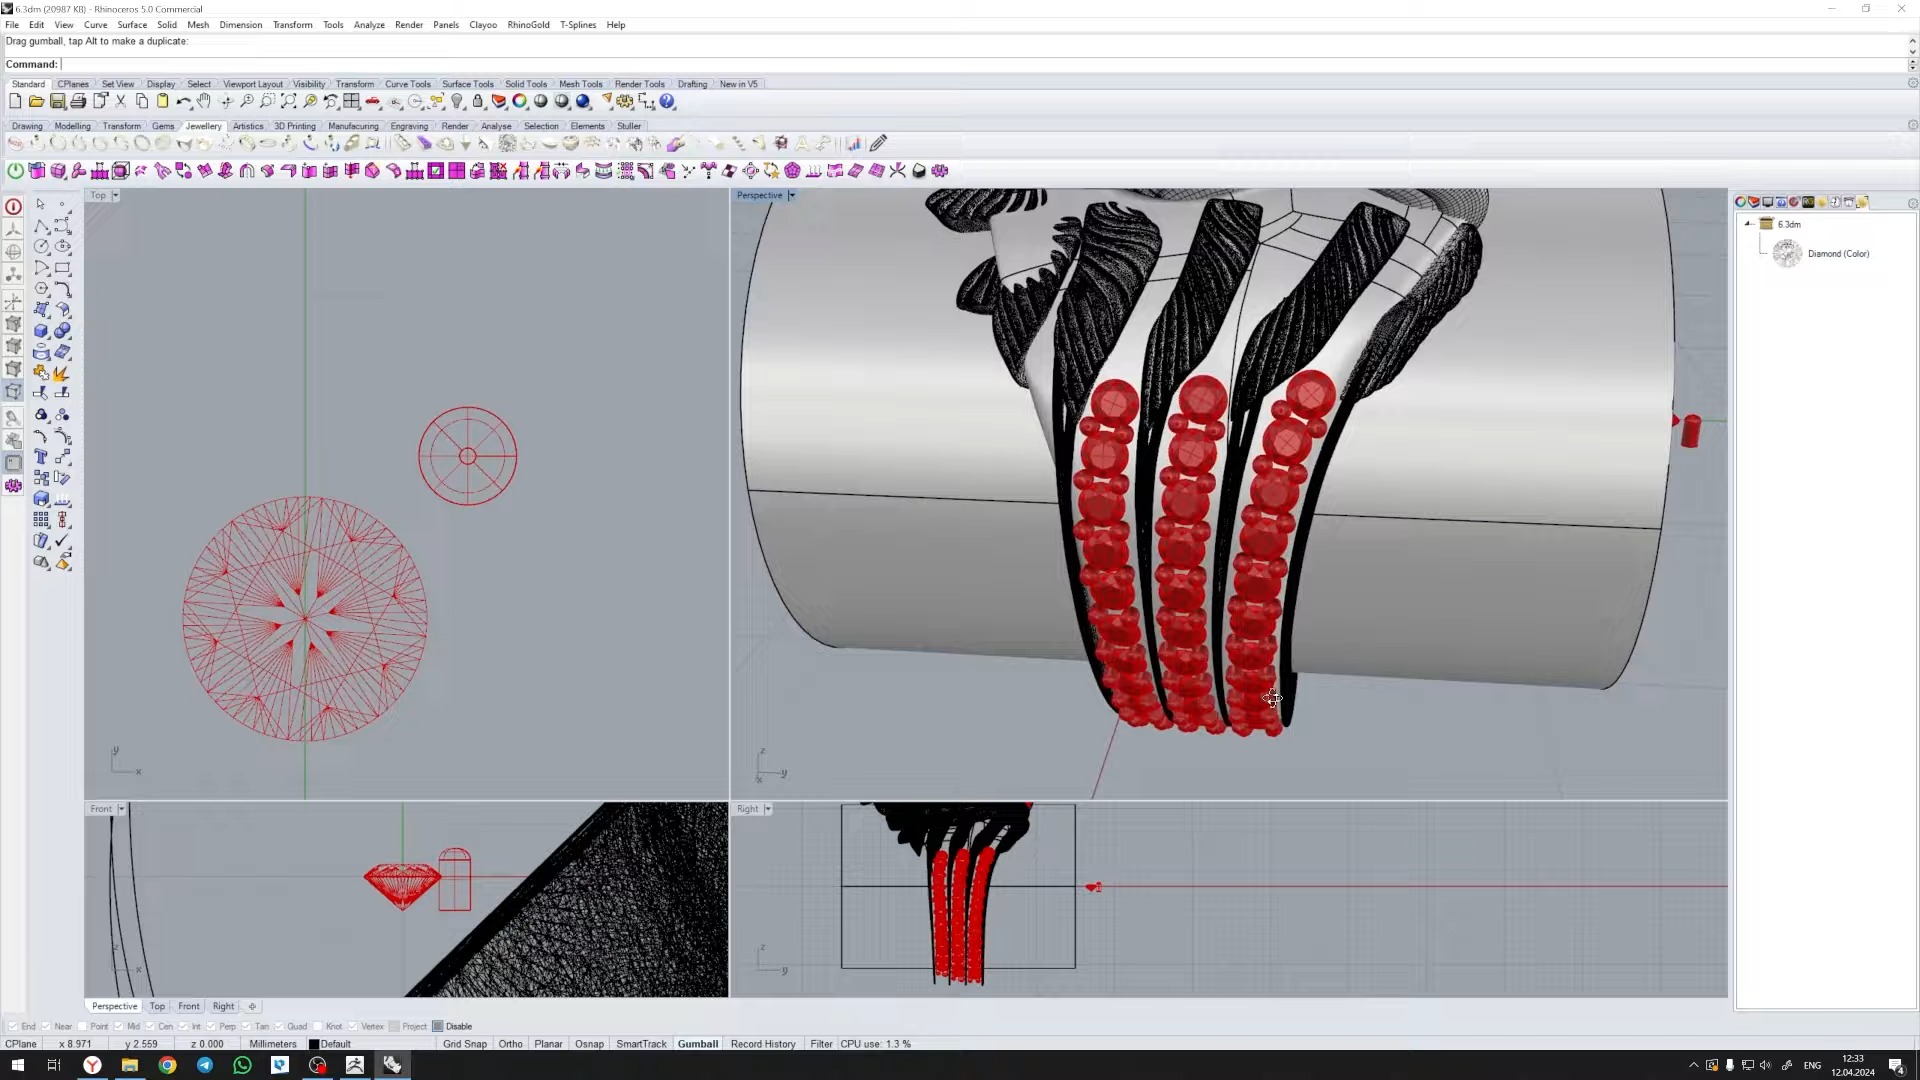 6.3dm (20987 KB) - Rhinoceros 5.0 Commercial
File Edit View Curve Surface Solid Mesh Dimension Transform Tools Analyze Render Panels Clayoo RhinoGold T-Splines Help
Drag gumball, tap Alt to make a duplicate:
Command:
Standard CPlanes Set View Display Select Viewport Layout Visibility Transform Curve Tools Surface Tools Solid Tools Mesh Tools Render Tools Drafting New in V5
Drawing Modelling Transform Gems Jewellery Artistics 3D Printing Manufacuring Engraving Render Analyse Selection Elements Stuller
Top
Perspective
6.3dm
Diamond (Color)
y
x
z
y
x
Front
Right
z
x
z
y
Perspective Top Front Right
End Near Point Mid Cen Int Perp Tan Quad Knot Vertex Project Disable
CPlane x 8.971 y 2.559 z 0.000 Millimeters Default Grid Snap Ortho Planar Osnap SmartTrack Gumball Record History Filter CPU use: 1.3 %
ENG
12:33
12.04.2024
4